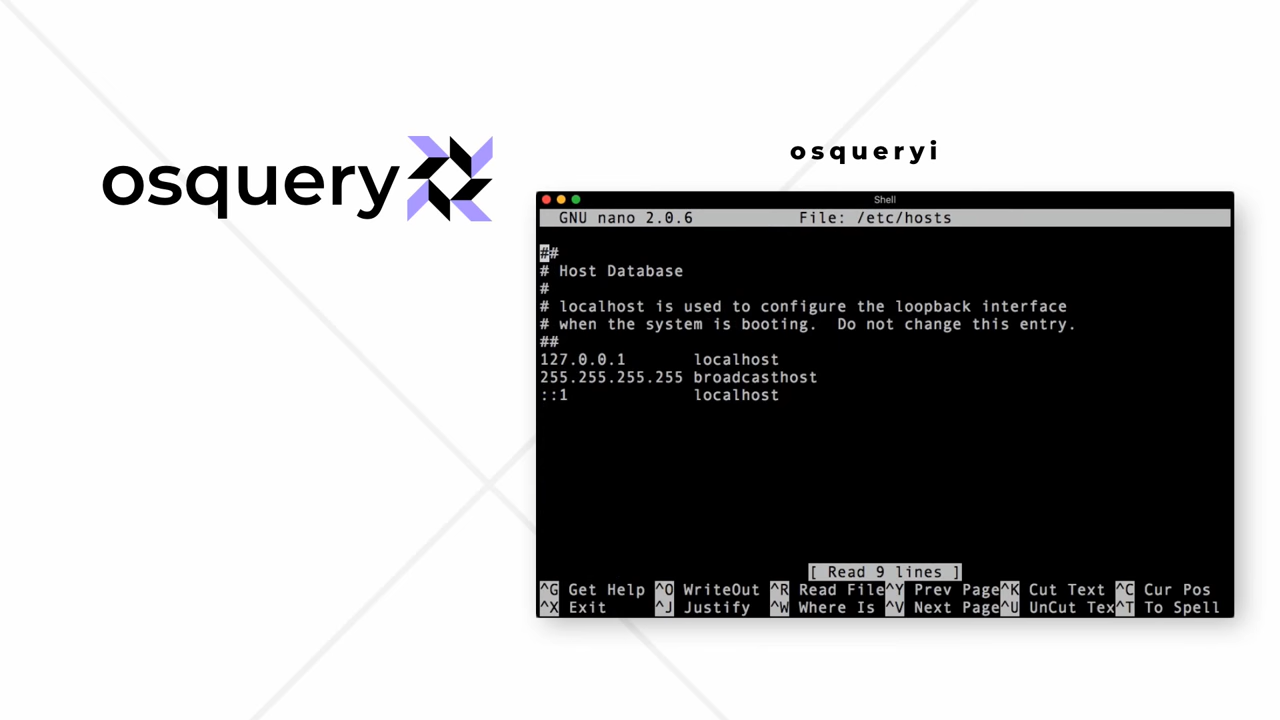 osquery
osqueryi
Shell
GNU nano 2.0.6 File: /etc/hosts
##
# Host Database
#
# localhost is used to configure the loopback interface
# when the system is booting.  Do not change this entry.
##
127.0.0.1 localhost
255.255.255.255 broadcasthost
::1 localhost
[ Read 9 lines ]
^G Get Help ^O WriteOut ^R Read File ^Y Prev Page ^K Cut Text ^C Cur Pos
^X Exit ^J Justify ^W Where Is ^V Next Page ^U UnCut Tex ^T To Spell